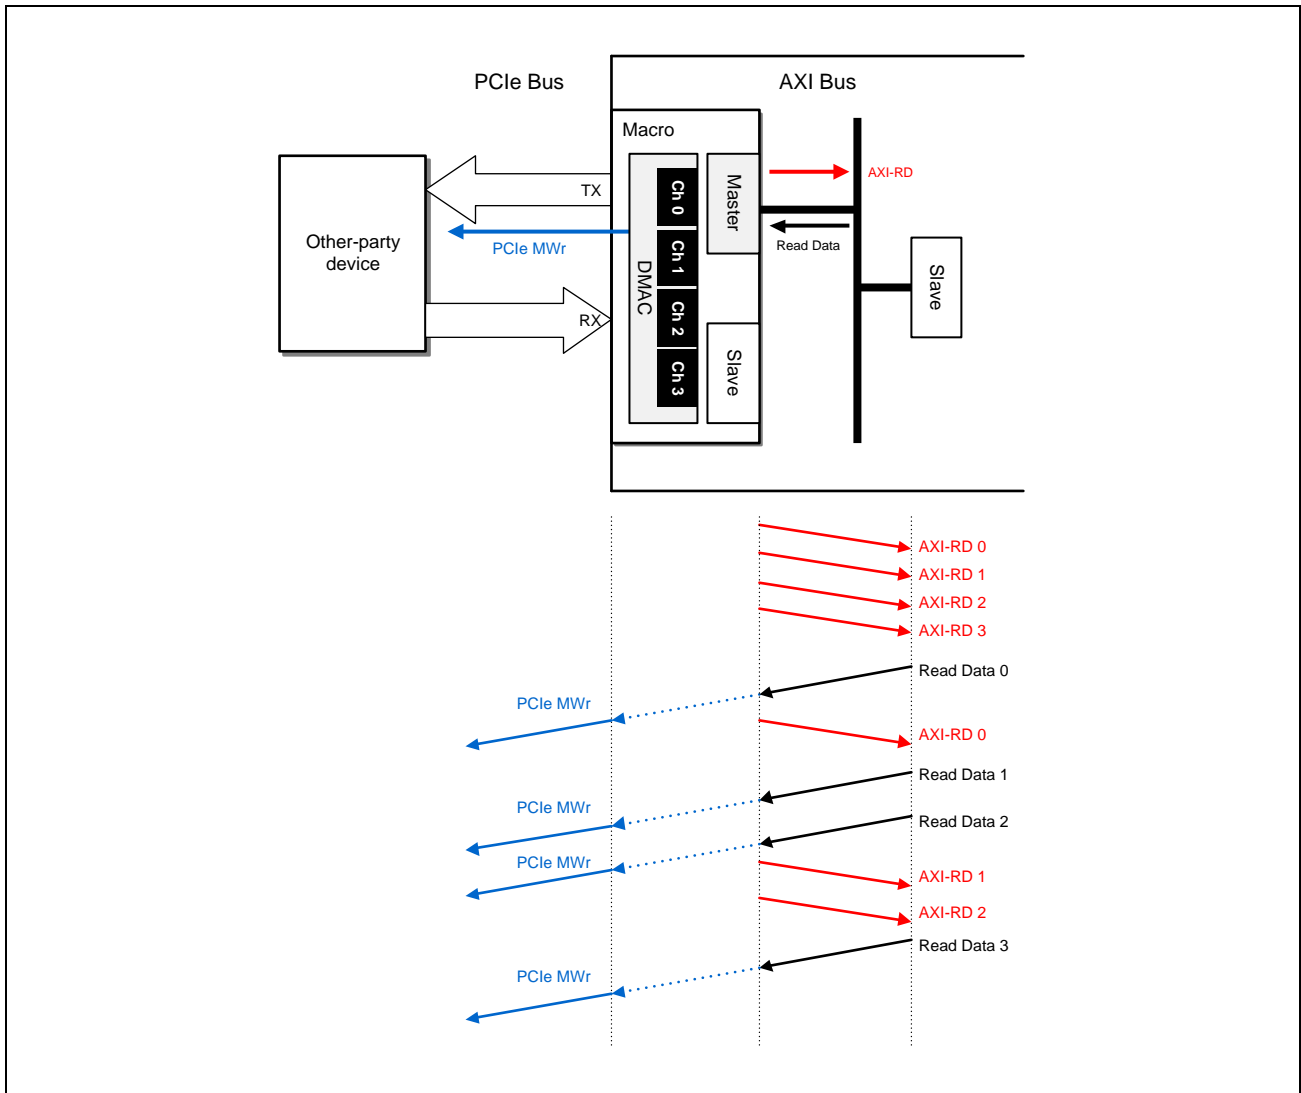 PCIe Bus
AXI Bus
Macro
Other-party
device
TX
PCIe MWr
RX
DMAC
Ch 0
Ch 1
Ch 2
Ch 3
Master
Slave
AXI-RD
Read Data
Slave
AXI-RD 0
AXI-RD 1
AXI-RD 2
AXI-RD 3
Read Data 0
PCIe MWr
AXI-RD 0
Read Data 1
PCIe MWr
Read Data 2
PCIe MWr
AXI-RD 1
AXI-RD 2
Read Data 3
PCIe MWr